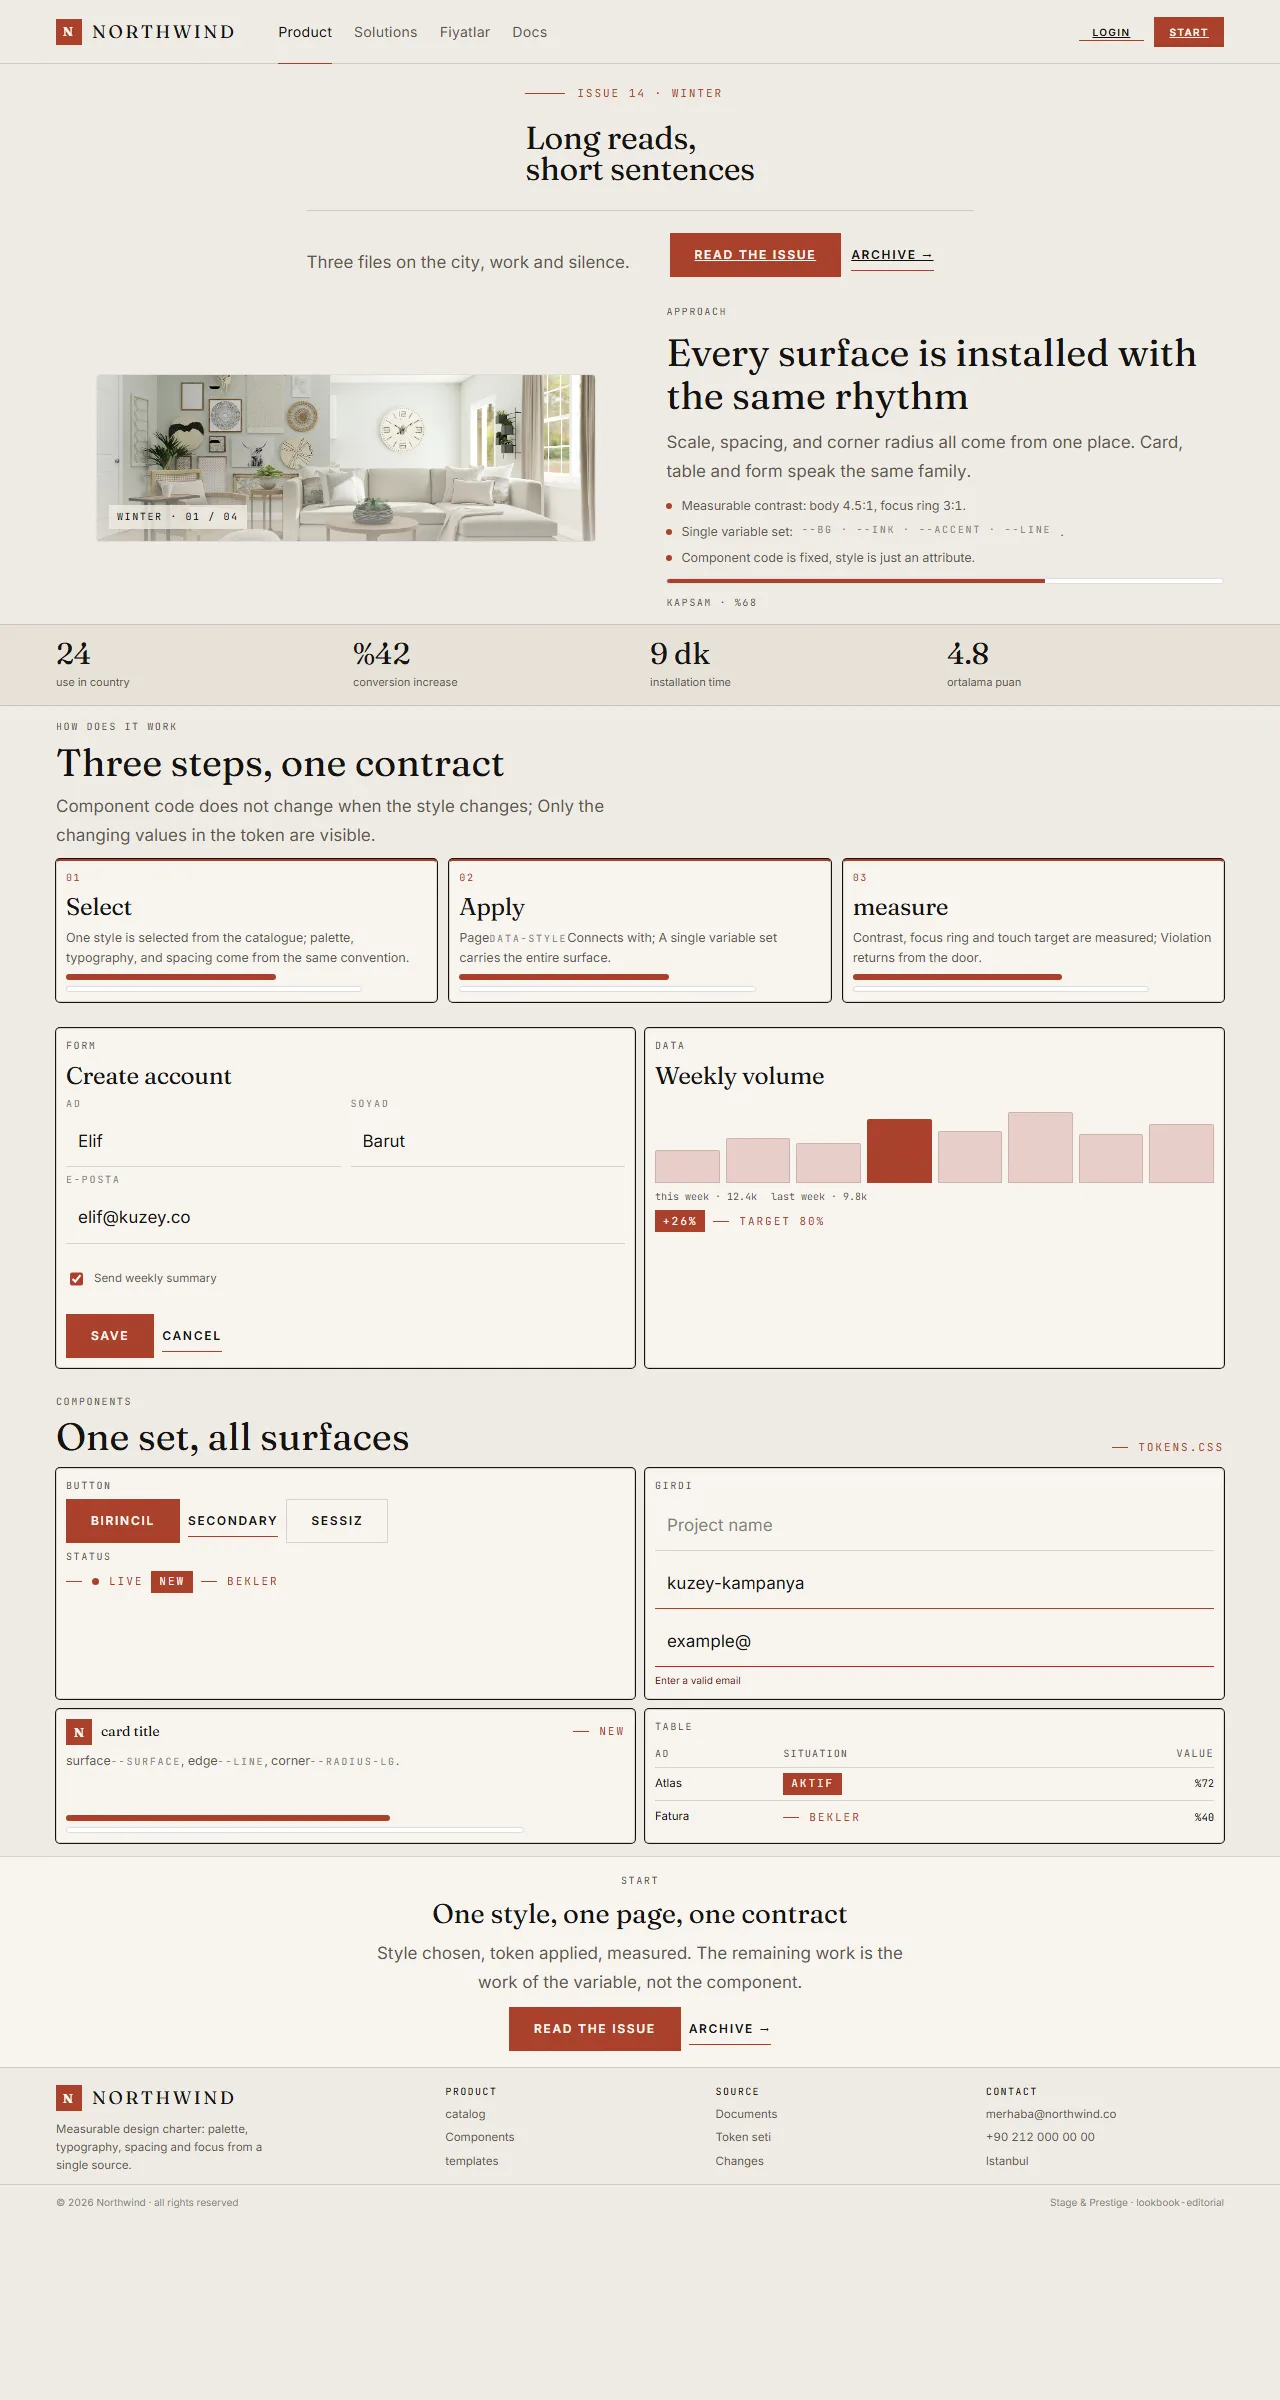 N NORTHWIND
Product Solutions Fiyatlar Docs
LOGIN START
ISSUE 14 · WINTER
Long reads,
short sentences
Three files on the city, work and silence.
READ THE ISSUE ARCHIVE →
WINTER · 01 / 04
APPROACH
Every surface is installed with
the same rhythm
Scale, spacing, and corner radius all come from one place. Card,
table and form speak the same family.
Measurable contrast: body 4.5:1, focus ring 3:1.
Single variable set: --BG · --INK · --ACCENT · --LINE .
Component code is fixed, style is just an attribute.
KAPSAM · %68
24
use in country
%42
conversion increase
9 dk
installation time
4.8
ortalama puan
HOW DOES IT WORK
Three steps, one contract
Component code does not change when the style changes; Only the
changing values in the token are visible.
01
Select
One style is selected from the catalogue; palette,
typography, and spacing come from the same convention.
02
Apply
PageDATA-STYLEConnects with; A single variable set
carries the entire surface.
03
measure
Contrast, focus ring and touch target are measured; Violation
returns from the door.
FORM
Create account
AD SOYAD
Elif Barut
E-POSTA
elif@kuzey.co
Send weekly summary
SAVE CANCEL
DATA
Weekly volume
this week · 12.4k last week · 9.8k
+26% TARGET 80%
COMPONENTS
One set, all surfaces
TOKENS.CSS
BUTTON
BIRINCIL SECONDARY SESSIZ
STATUS
LIVE NEW BEKLER
GIRDI
Project name
kuzey-kampanya
example@
Enter a valid email
N card title NEW
surface--SURFACE, edge--LINE, corner--RADIUS-LG.
TABLE
AD SITUATION VALUE
Atlas AKTIF %72
Fatura BEKLER %40
START
One style, one page, one contract
Style chosen, token applied, measured. The remaining work is the
work of the variable, not the component.
READ THE ISSUE ARCHIVE →
N NORTHWIND
Measurable design charter: palette,
typography, spacing and focus from a
single source.
PRODUCT
catalog
Components
templates
SOURCE
Documents
Token seti
Changes
CONTACT
merhaba@northwind.co
+90 212 000 00 00
Istanbul
© 2026 Northwind · all rights reserved
Stage & Prestige · lookbook-editorial